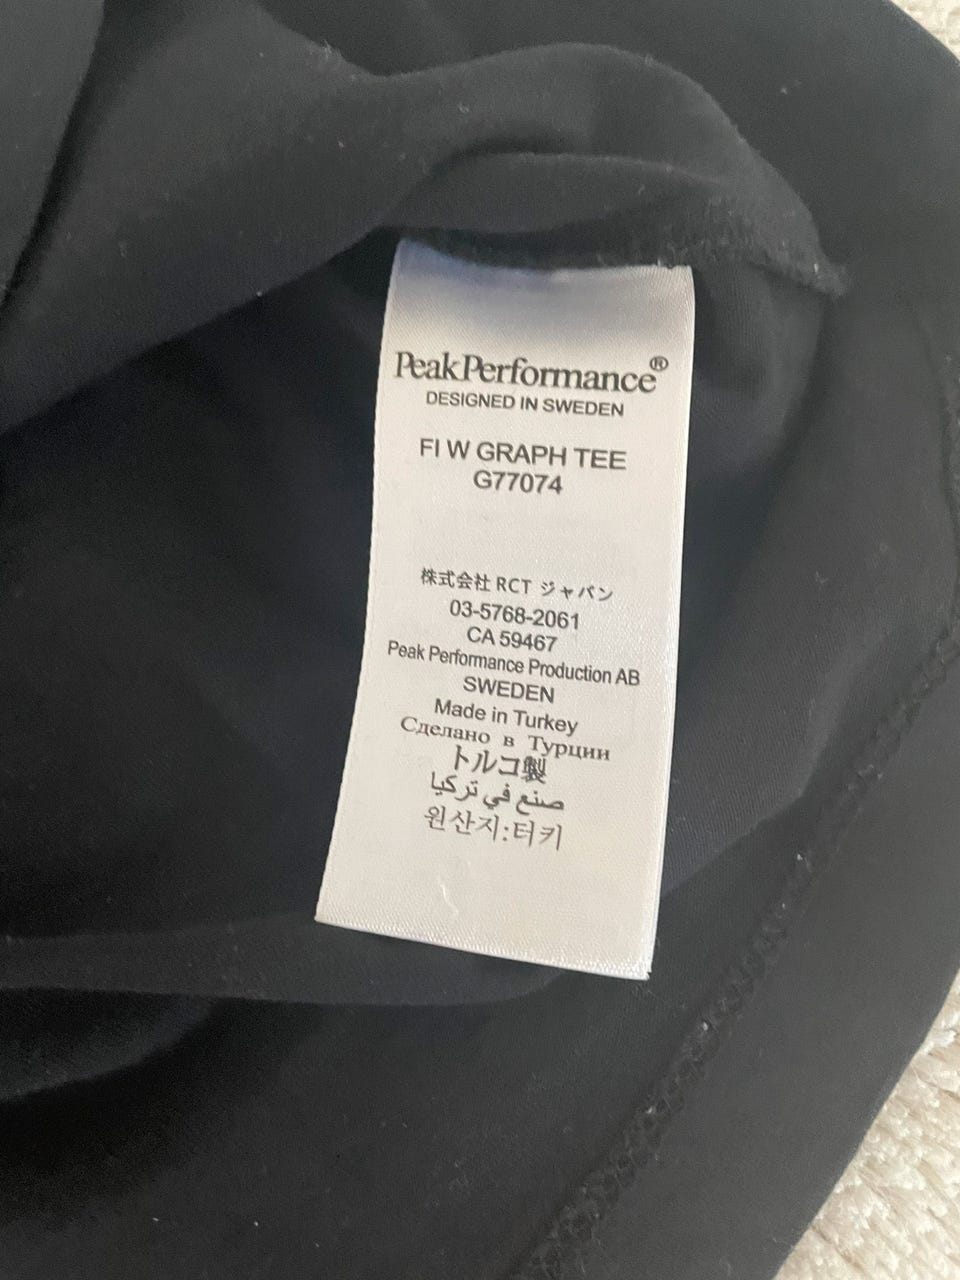 PeakPerformance®
DESIGNED IN SWEDEN
FI W GRAPH TEE
G77074
株式会社 RCT ジャパン
03-5768-2061
CA 59467
Peak Performance Production AB
SWEDEN
Made in Turkey
Сделано в Турции
トルコ製
صنع في تركيا
원산지:터키